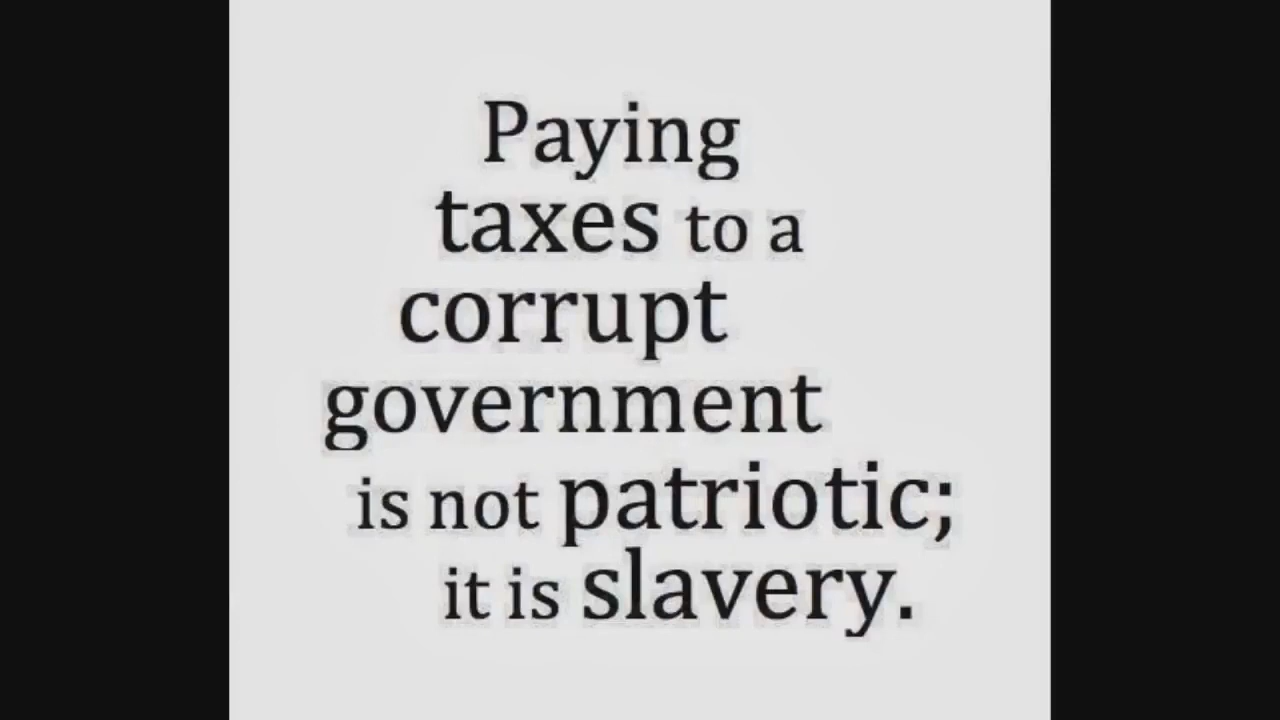 Paying
taxes to a
corrupt
government
is not patriotic;
it is slavery.